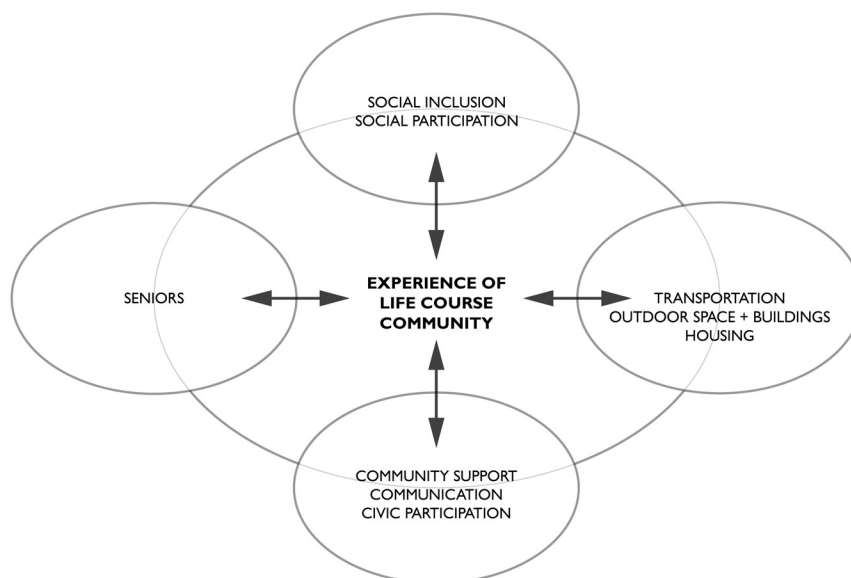 SOCIAL INCLUSION
SOCIAL PARTICIPATION
SENIORS
EXPERIENCE OF
LIFE COURSE
COMMUNITY
TRANSPORTATION
OUTDOOR SPACE + BUILDINGS
HOUSING
COMMUNITY SUPPORT
COMMUNICATION
CIVIC PARTICIPATION